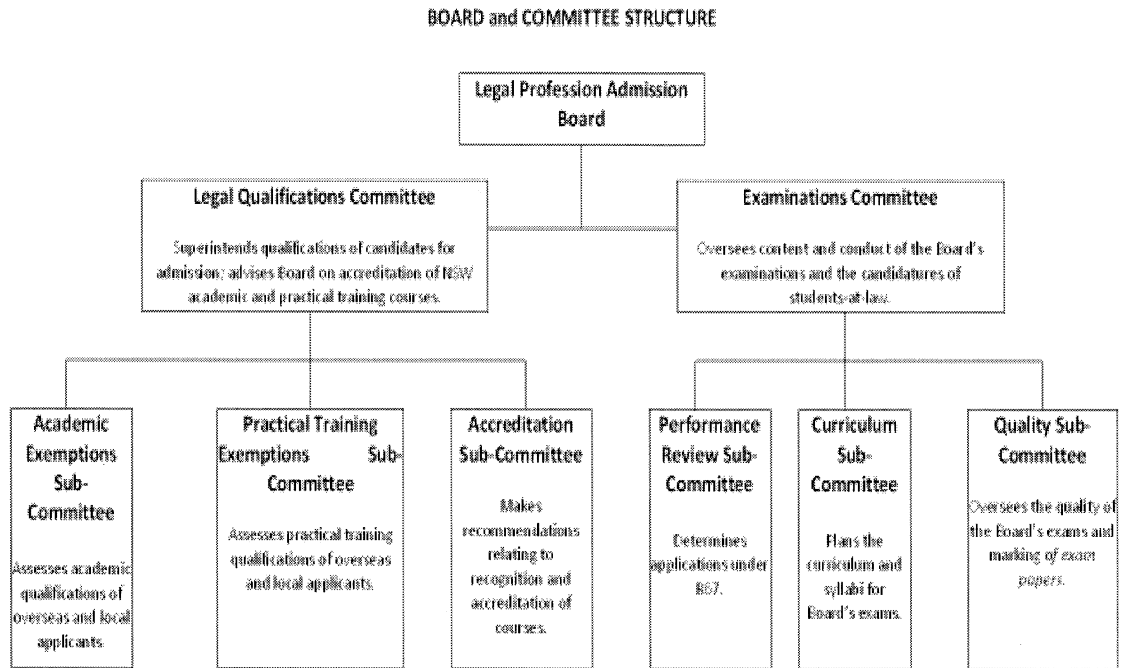 BOARD and COMMITTEE STRUCTURE
Legal Profession Admission
Board
Legal Qualifications Committee
Superintends qualifications of candidates for
admission; advises Board on accreditation of NSW
academic and practical training courses.
Examinations Committee
Oversees content and conduct of the Board's
examinations and the candidatures of
students-at-law.
Academic
Exemptions
Sub-
Committee
Assesses academic
qualifications of
overseas and local
applicants.
Practical Training
Exemptions Sub-
Committee
Assesses practical training
qualifications of overseas
and local applicants.
Accreditation
Sub-Committee
Makes
recommendations
relating to
recognition and
accreditation of
courses.
Performance
Review Sub-
Committee
Determines
applications under
B67.
Curriculum
Sub-
Committee
Plans the
curriculum and
syllabi for
Board's exams.
Quality Sub-
Committee
Oversees the quality of
the Board's exams and
marking of exam
papers.